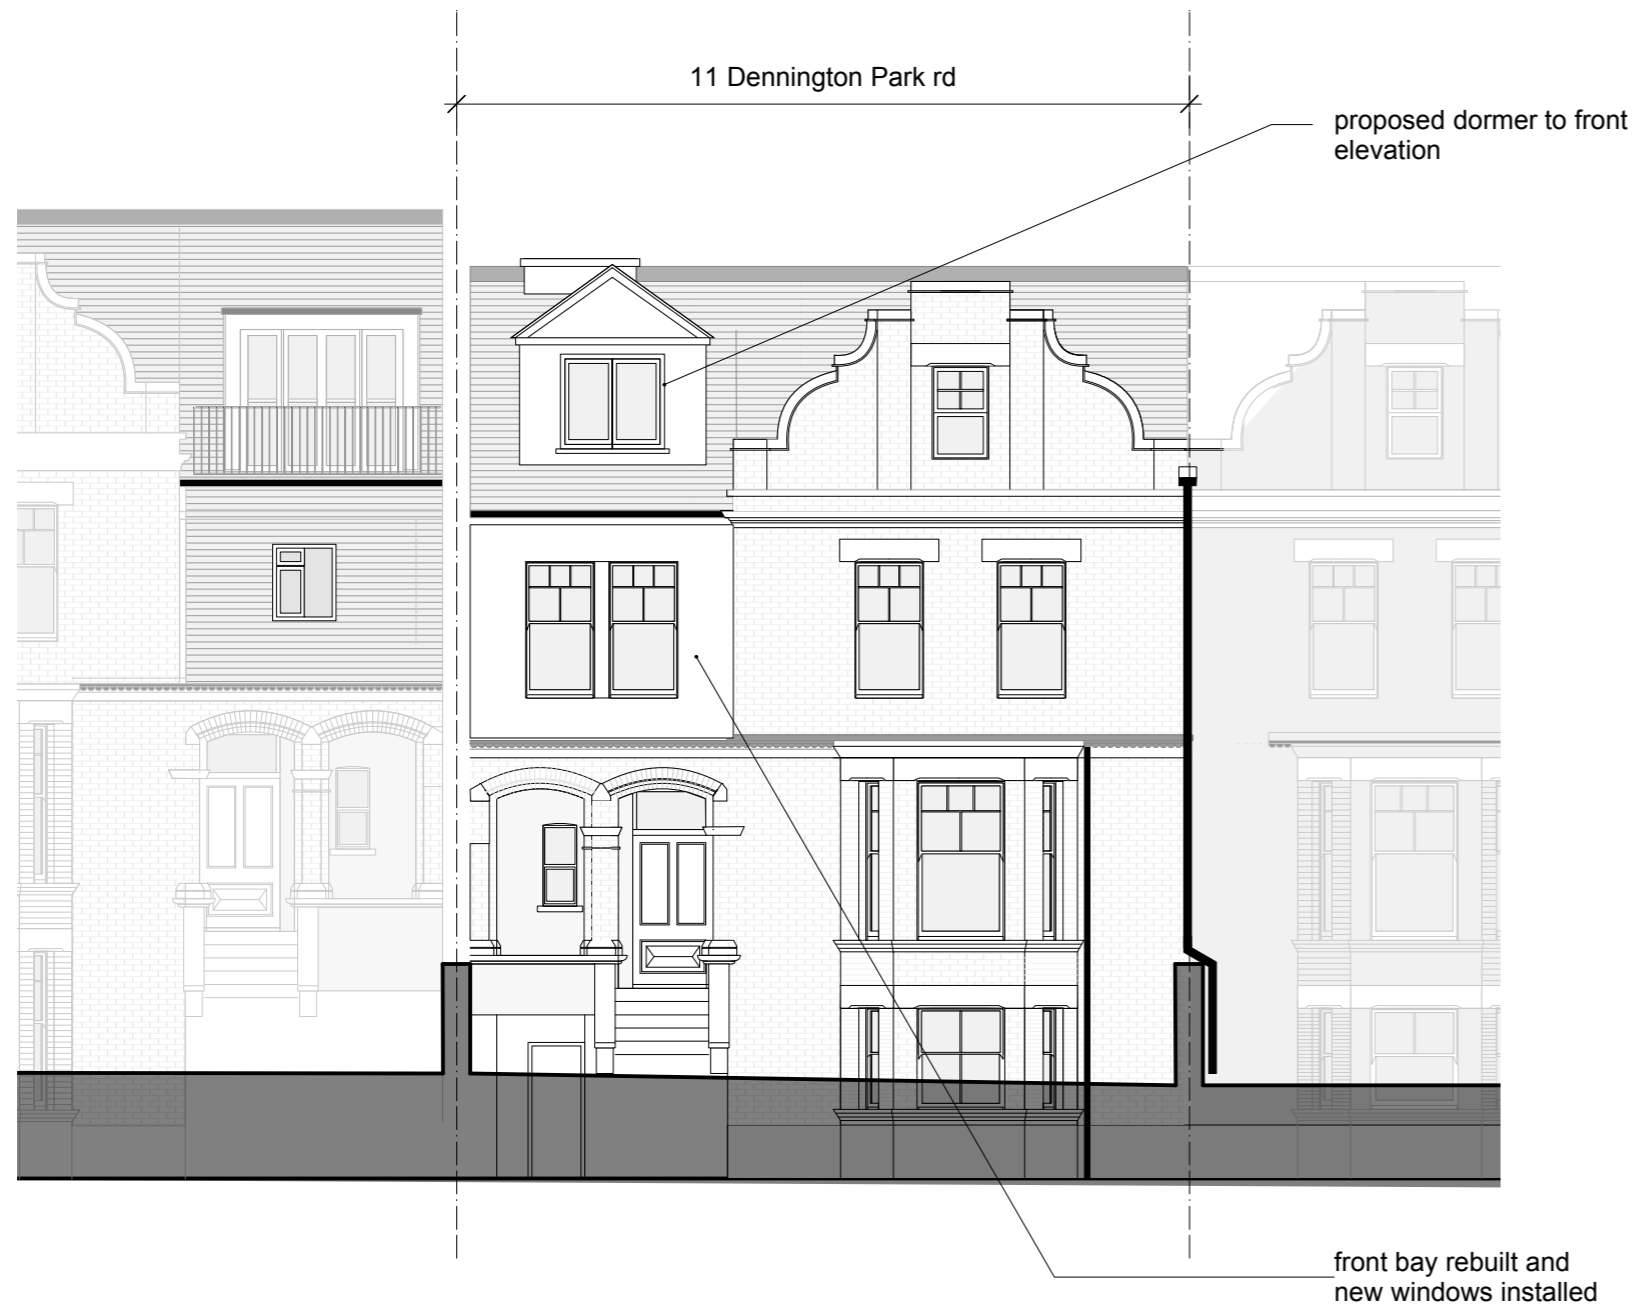 11 Dennington Park rd
proposed dormer to front
elevation
front bay rebuilt and
new windows installed